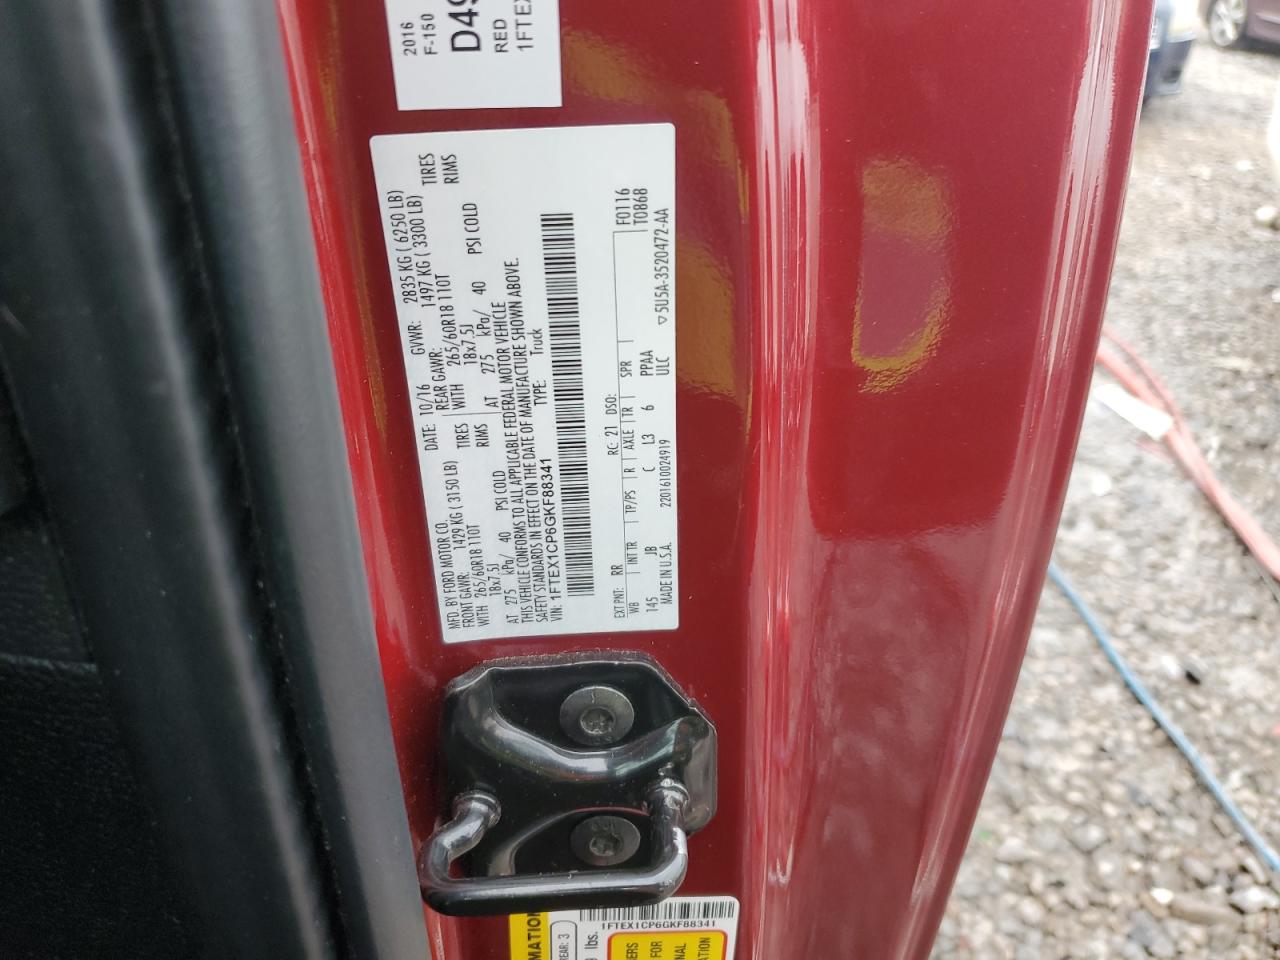 2016
F-150
D49
RED
1FTEX
MFD. BY FORD MOTOR CO.
DATE: 10/16 GVWR: 2835 KG ( 6250 LB)
FRONT GAWR: 1429 KG ( 3150 LB) REAR GAWR: 1497 KG ( 3300 LB)
WITH 265/60R18 110T TIRES WITH 265/60R18 110T TIRES
18x7.5J RIMS 18x7.5J RIMS
AT 275 kPa/ 40 PSI COLD AT 275 kPa/ 40 PSI COLD
THIS VEHICLE CONFORMS TO ALL APPLICABLE FEDERAL MOTOR VEHICLE
SAFETY STANDARDS IN EFFECT ON THE DATE OF MANUFACTURE SHOWN ABOVE.
VIN: 1FTEX1CP6GKF88341 TYPE: Truck
F0116
EXT PNT: RR RC: 21 DSO: T0868
WB INT TR TP/PS R AXLE TR SPR
145 JB C L3 6 PPAA
MADE IN U.S.A. 2201610024919 ULC ▽5U5A-3520472-AA
1FTEX1CP6GKF88341
REAR: 3
lbs.
FOR